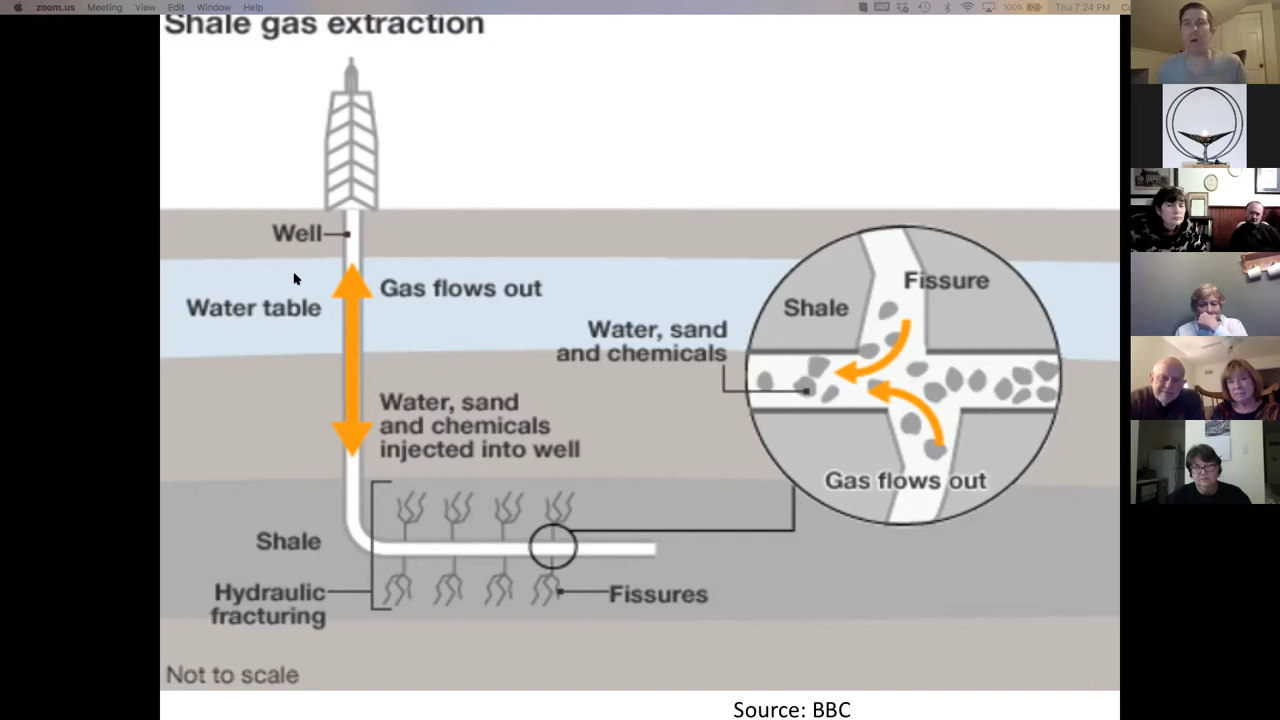 zoom.us Meeting View Edit Window Help
100%
Thu 7:24 PM
Shale gas extraction
Well
Gas flows out
Water table
Water, sand
and chemicals
injected into well
Shale
Hydraulic
fracturing
Fissures
Not to scale
Fissure
Shale
Water, sand
and chemicals
Gas flows out
Source: BBC